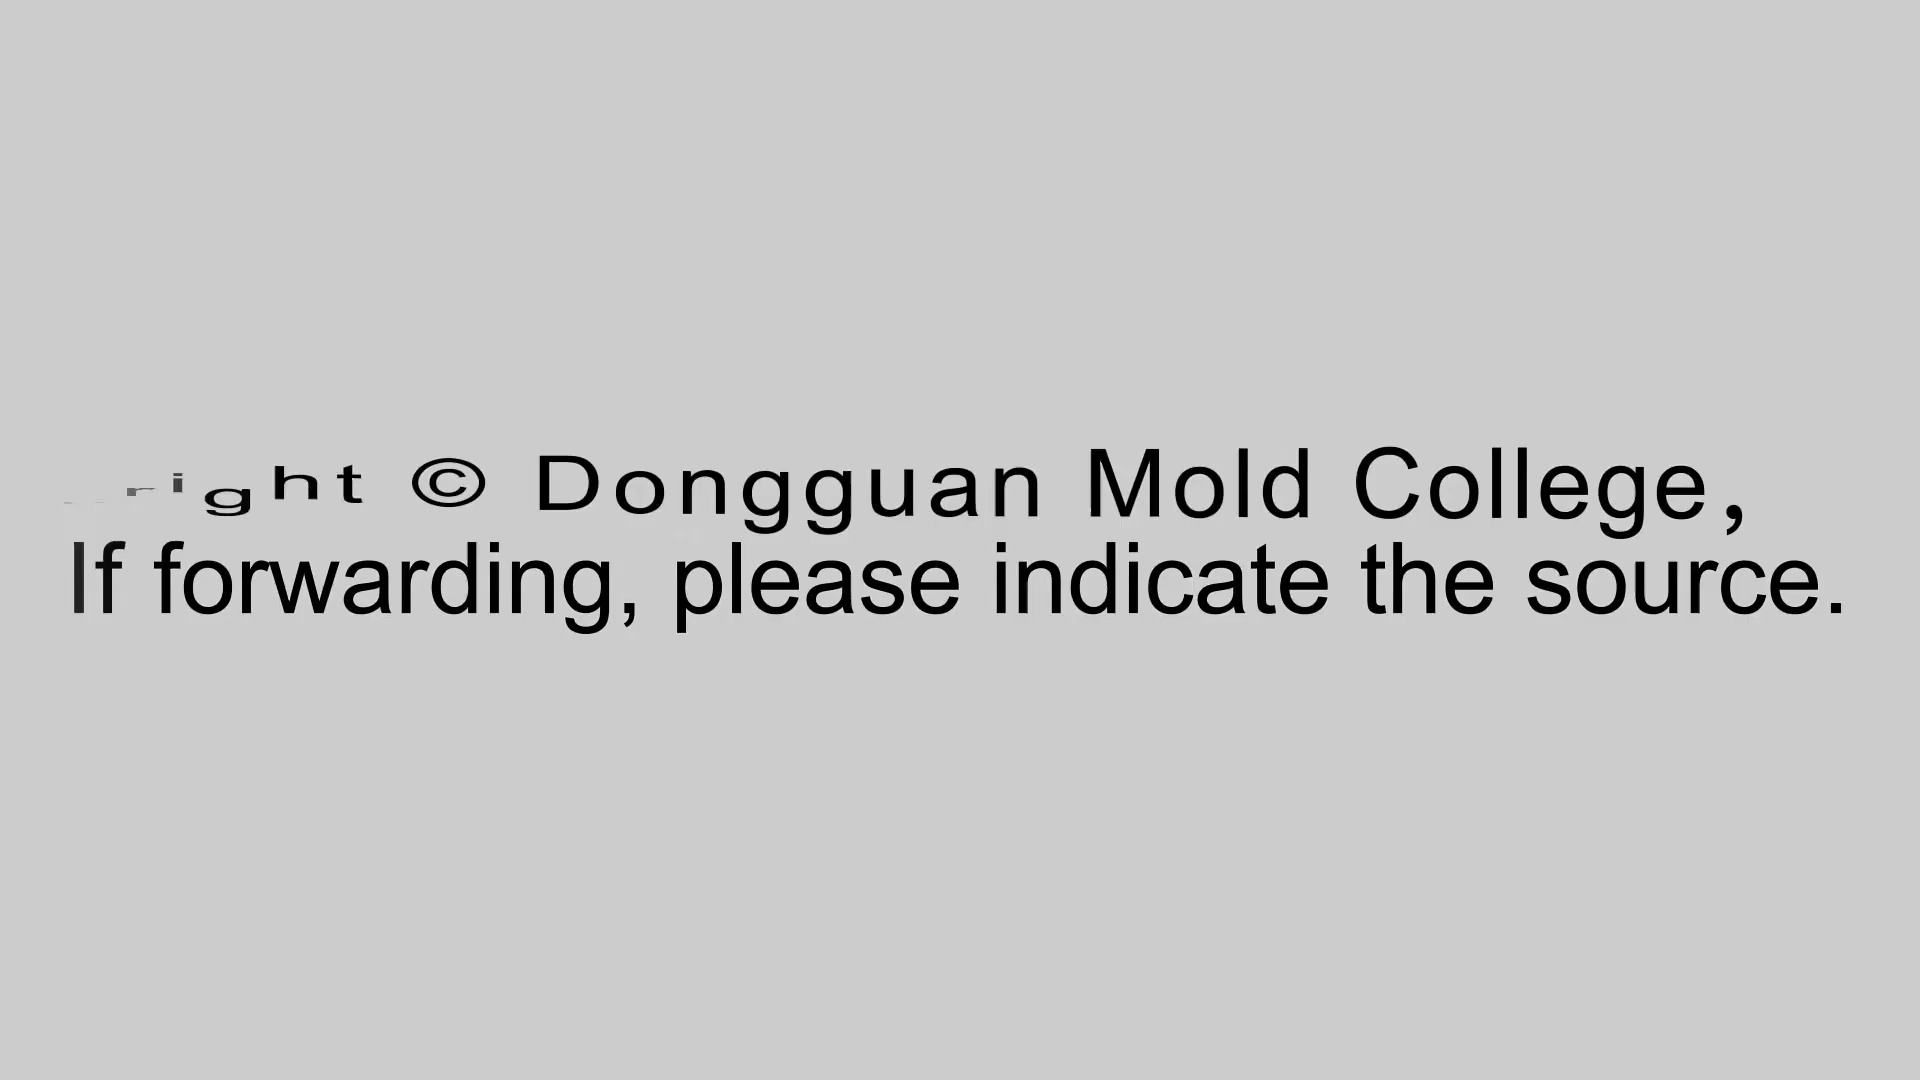 right © Dongguan Mold College,
If forwarding, please indicate the source.